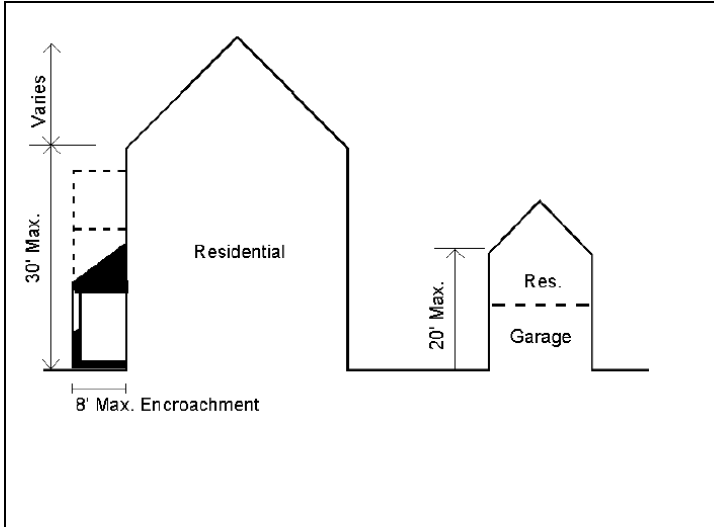 Varies
30' Max.
Residential
8' Max. Encroachment
20' Max.
Res.
Garage